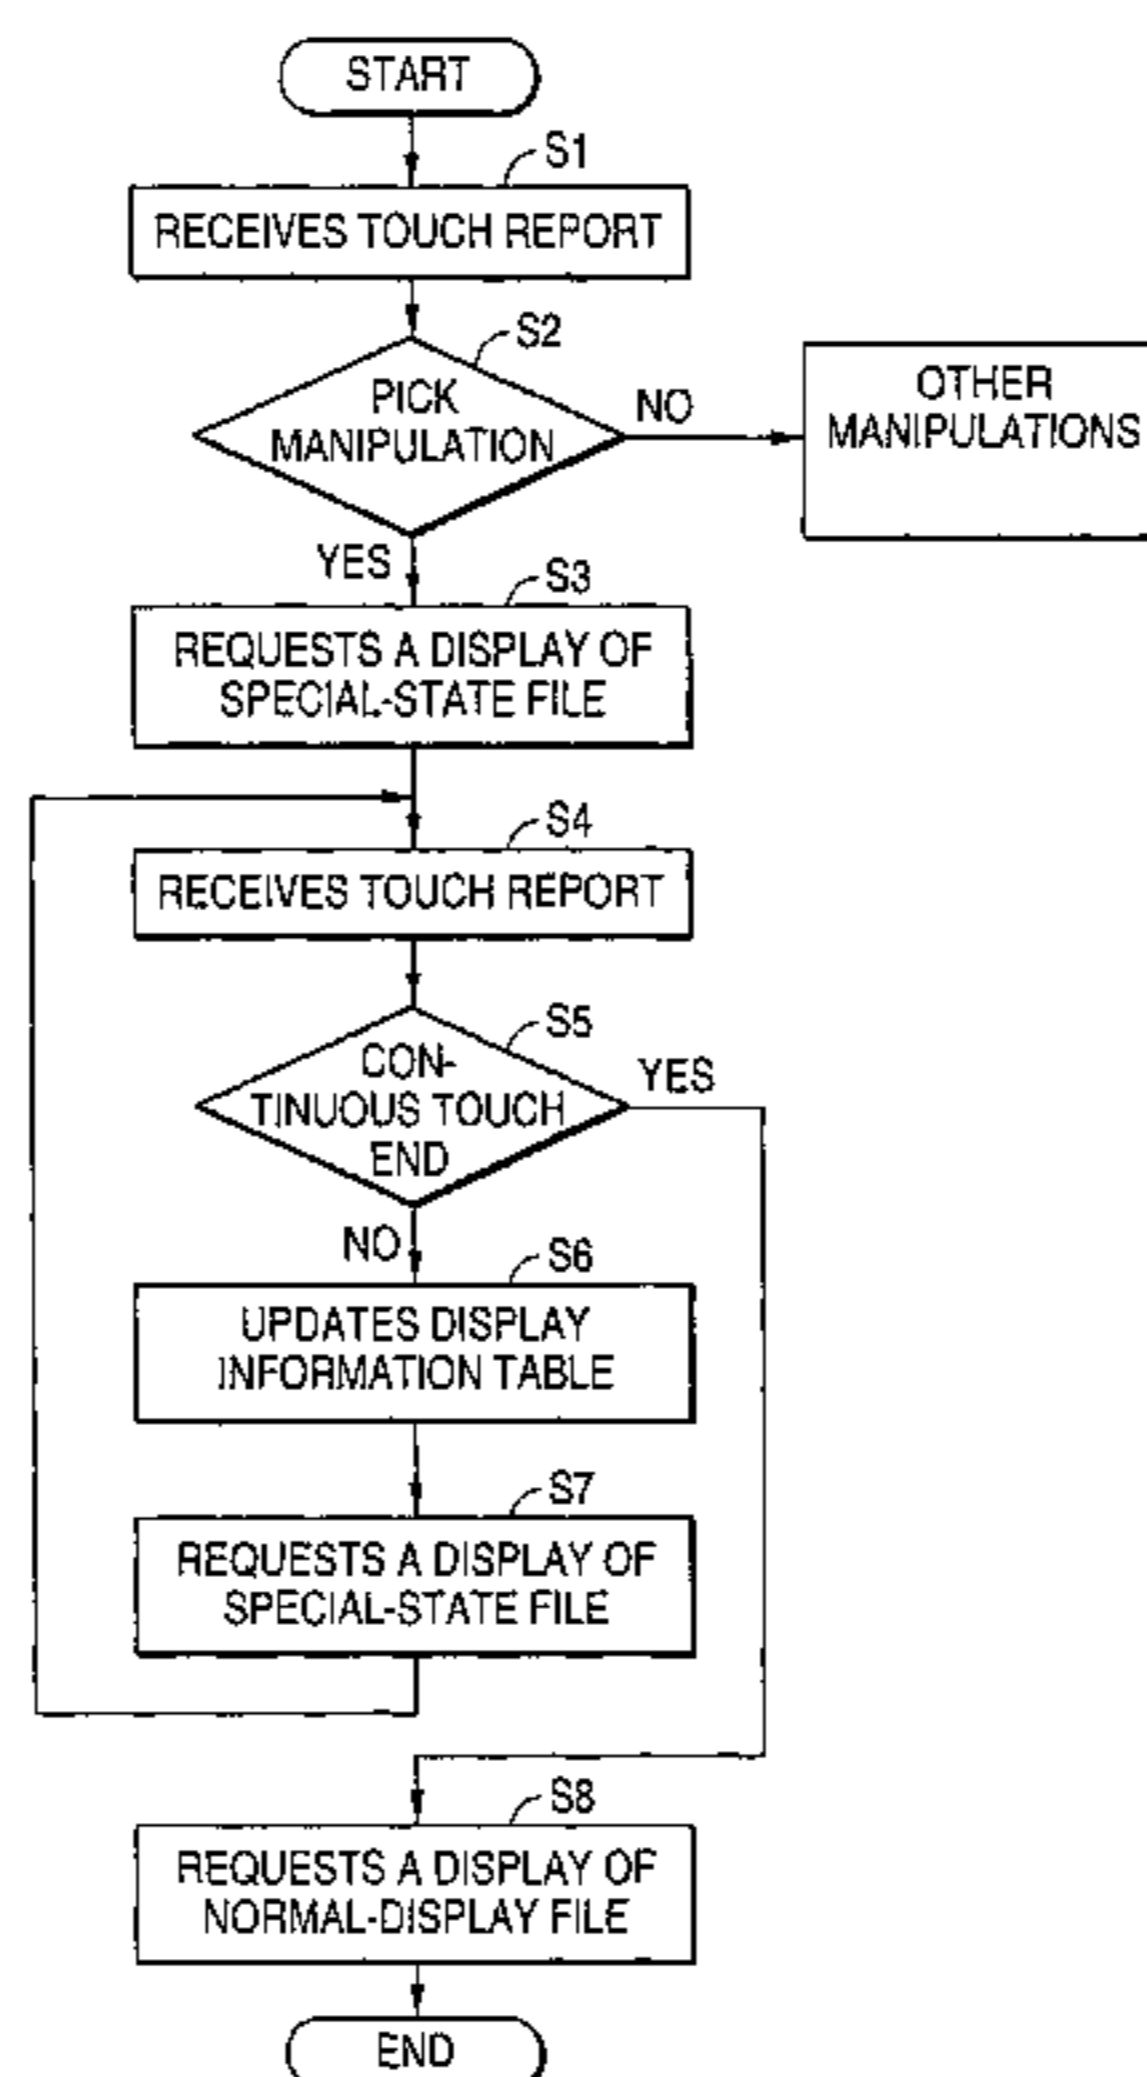 START
S1
RECEIVES TOUCH REPORT
S2
PICK
MANIPULATION
NO
OTHER
MANIPULATIONS
YES
S3
REQUESTS A DISPLAY OF
SPECIAL-STATE FILE
S4
RECEIVES TOUCH REPORT
S5
CON-
TINUOUS TOUCH
END
YES
NO
S6
UPDATES DISPLAY
INFORMATION TABLE
S7
REQUESTS A DISPLAY OF
SPECIAL-STATE FILE
S8
REQUESTS A DISPLAY OF
NORMAL-DISPLAY FILE
END